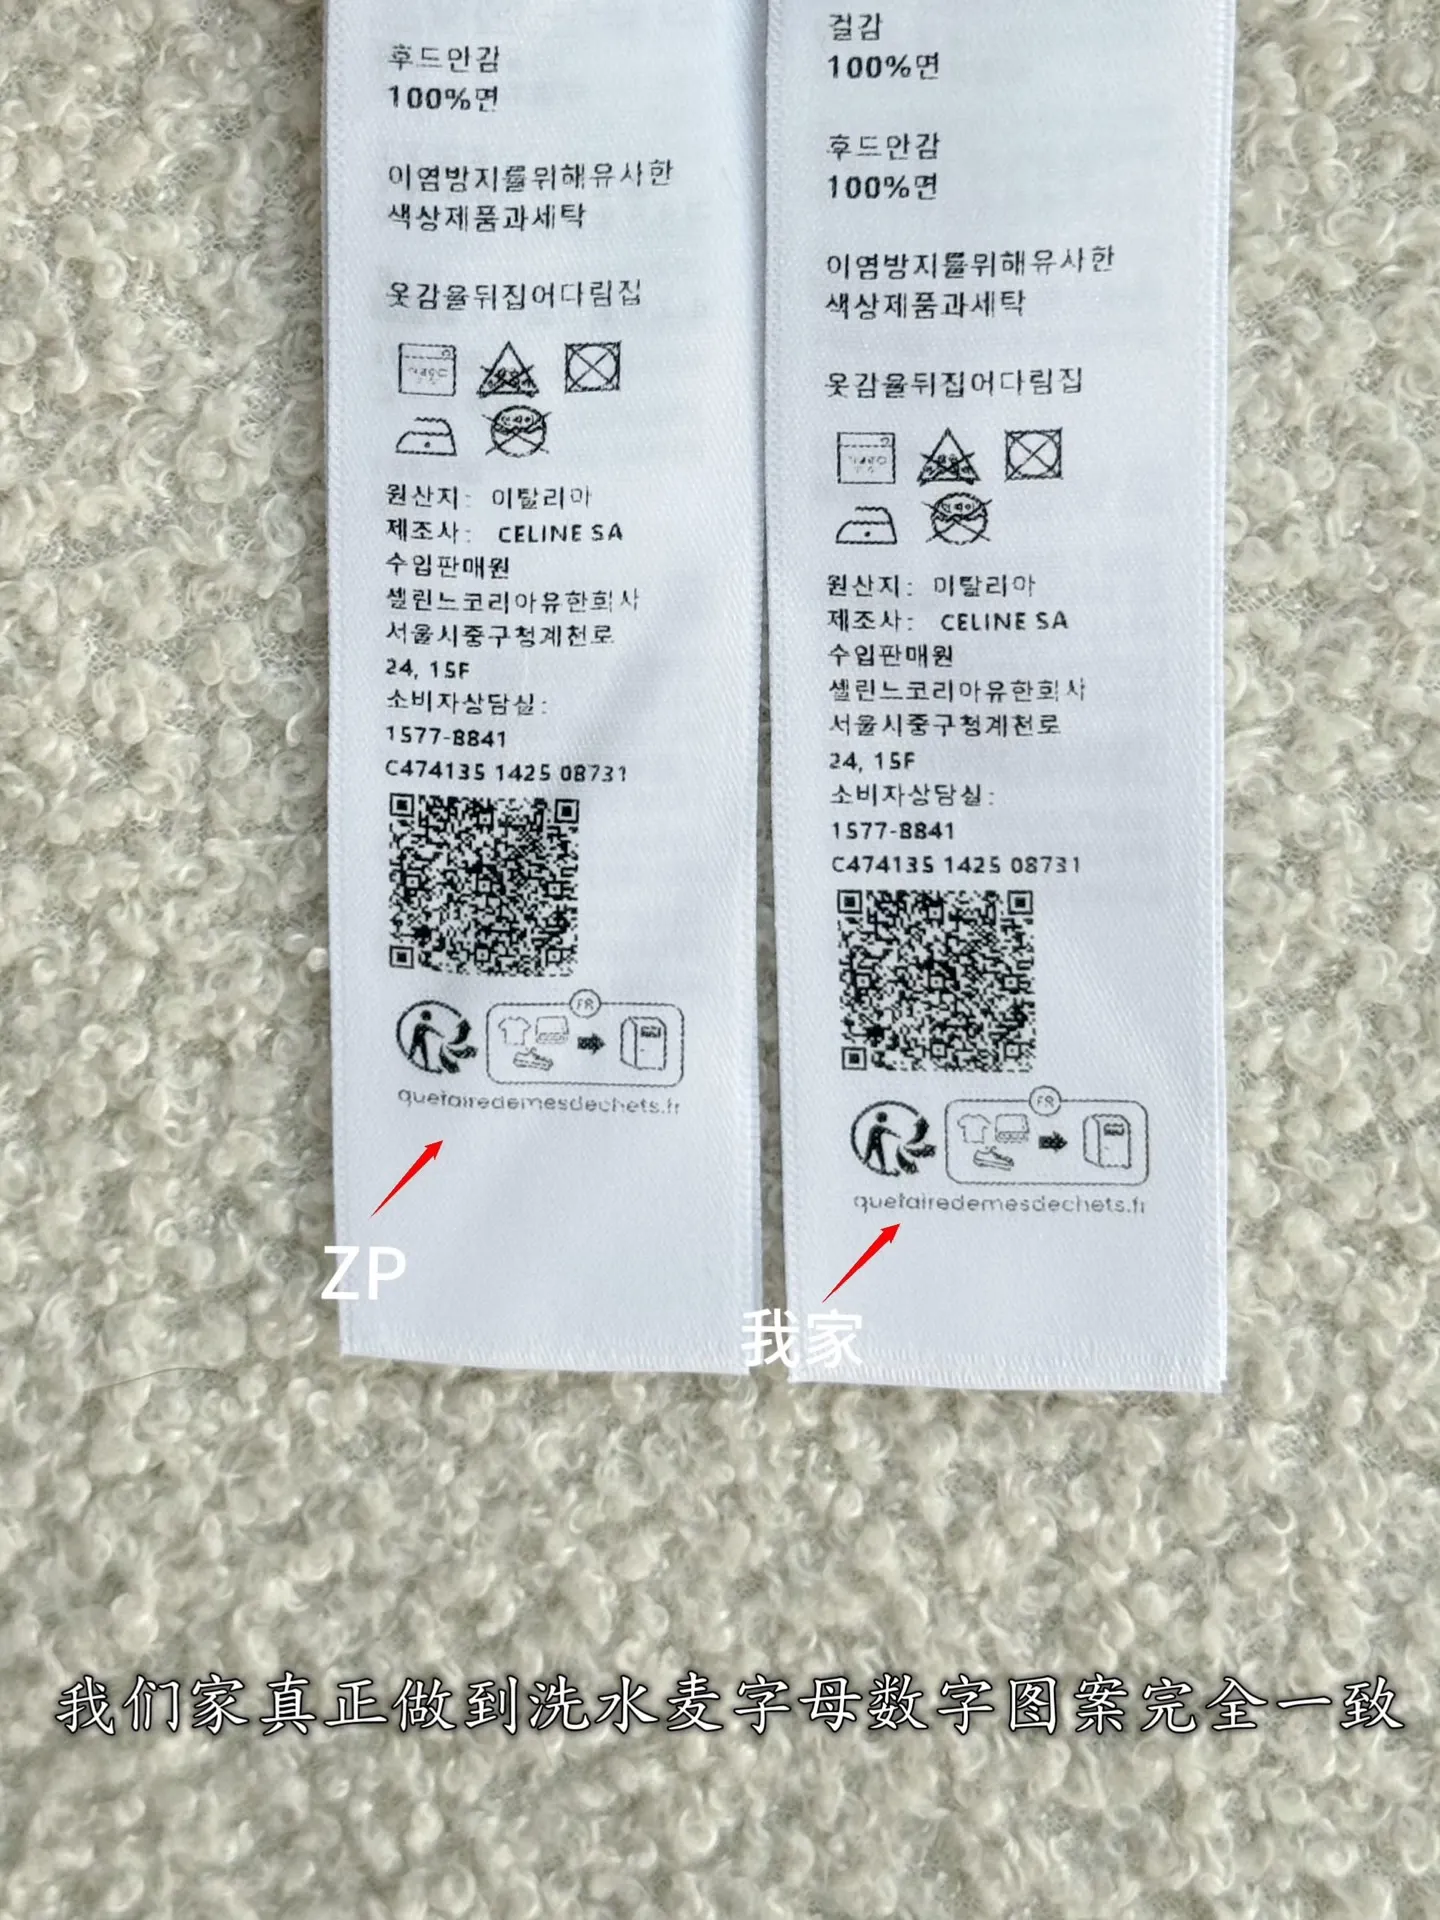 후드안감
100%면
이염방지를위해유사한
색상제품과세탁
옷감을뒤집어다림집
원산지: 이탈리아
제조사: CELINE SA
수입판매원
셀린느코리아유한회사
서울시중구청계천로
24, 15F
소비자상담실:
1577-8841
C474135 1425 08731
FR
quefairedemesdechets.fr
ZP
겉감
100%면
후드안감
100%면
이염방지를위해유사한
색상제품과세탁
옷감을뒤집어다림집
원산지: 이탈리아
제조사: CELINE SA
수입판매원
셀린느코리아유한회사
서울시중구청계천로
24, 15F
소비자상담실:
1577-8841
C474135 1425 08731
FR
quefairedemesdechets.fr
我家
我们家真正做到洗水麦字母数字图案完全一致